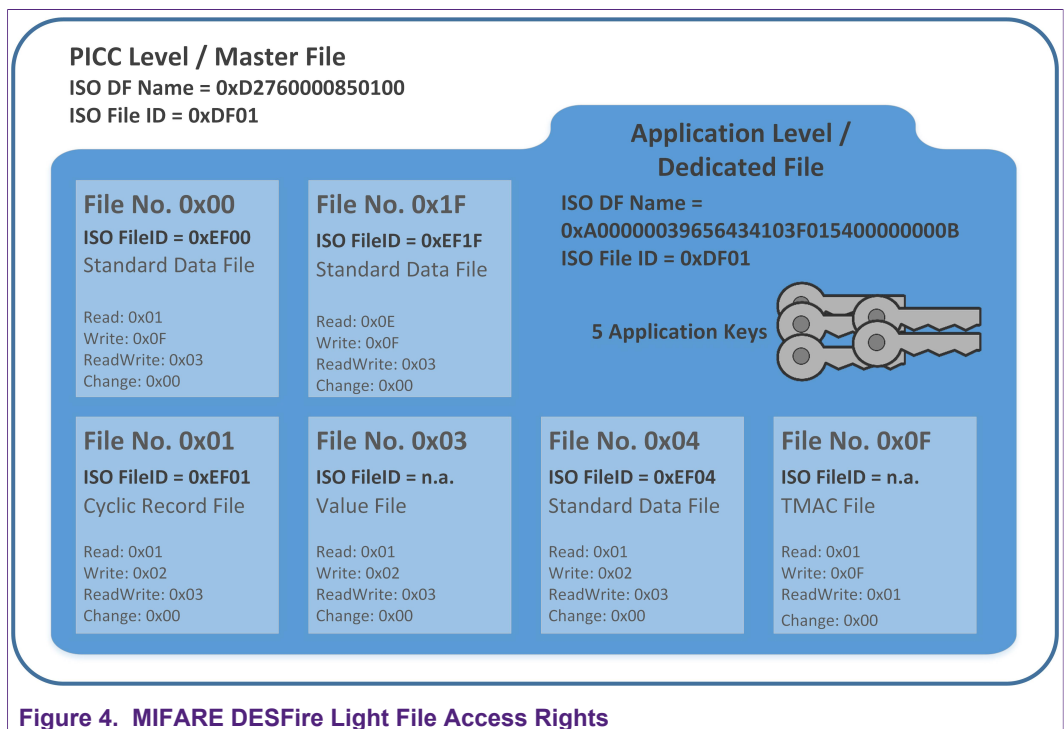 PICC Level / Master File
ISO DF Name = 0xD2760000850100
ISO File ID = 0xDF01
Application Level /
Dedicated File
ISO DF Name =
0xA00000039656434103F015400000000B
ISO File ID = 0xDF01
5 Application Keys
File No. 0x00
ISO FileID = 0xEF00
Standard Data File
Read: 0x01
Write: 0x0F
ReadWrite: 0x03
Change: 0x00
File No. 0x1F
ISO FileID = 0xEF1F
Standard Data File
Read: 0x0E
Write: 0x0F
ReadWrite: 0x03
Change: 0x00
File No. 0x01
ISO FileID = 0xEF01
Cyclic Record File
Read: 0x01
Write: 0x02
ReadWrite: 0x03
Change: 0x00
File No. 0x03
ISO FileID = n.a.
Value File
Read: 0x01
Write: 0x02
ReadWrite: 0x03
Change: 0x00
File No. 0x04
ISO FileID = 0xEF04
Standard Data File
Read: 0x01
Write: 0x02
ReadWrite: 0x03
Change: 0x00
File No. 0x0F
ISO FileID = n.a.
TMAC File
Read: 0x01
Write: 0x0F
ReadWrite: 0x01
Change: 0x00
Figure 4. MIFARE DESFire Light File Access Rights